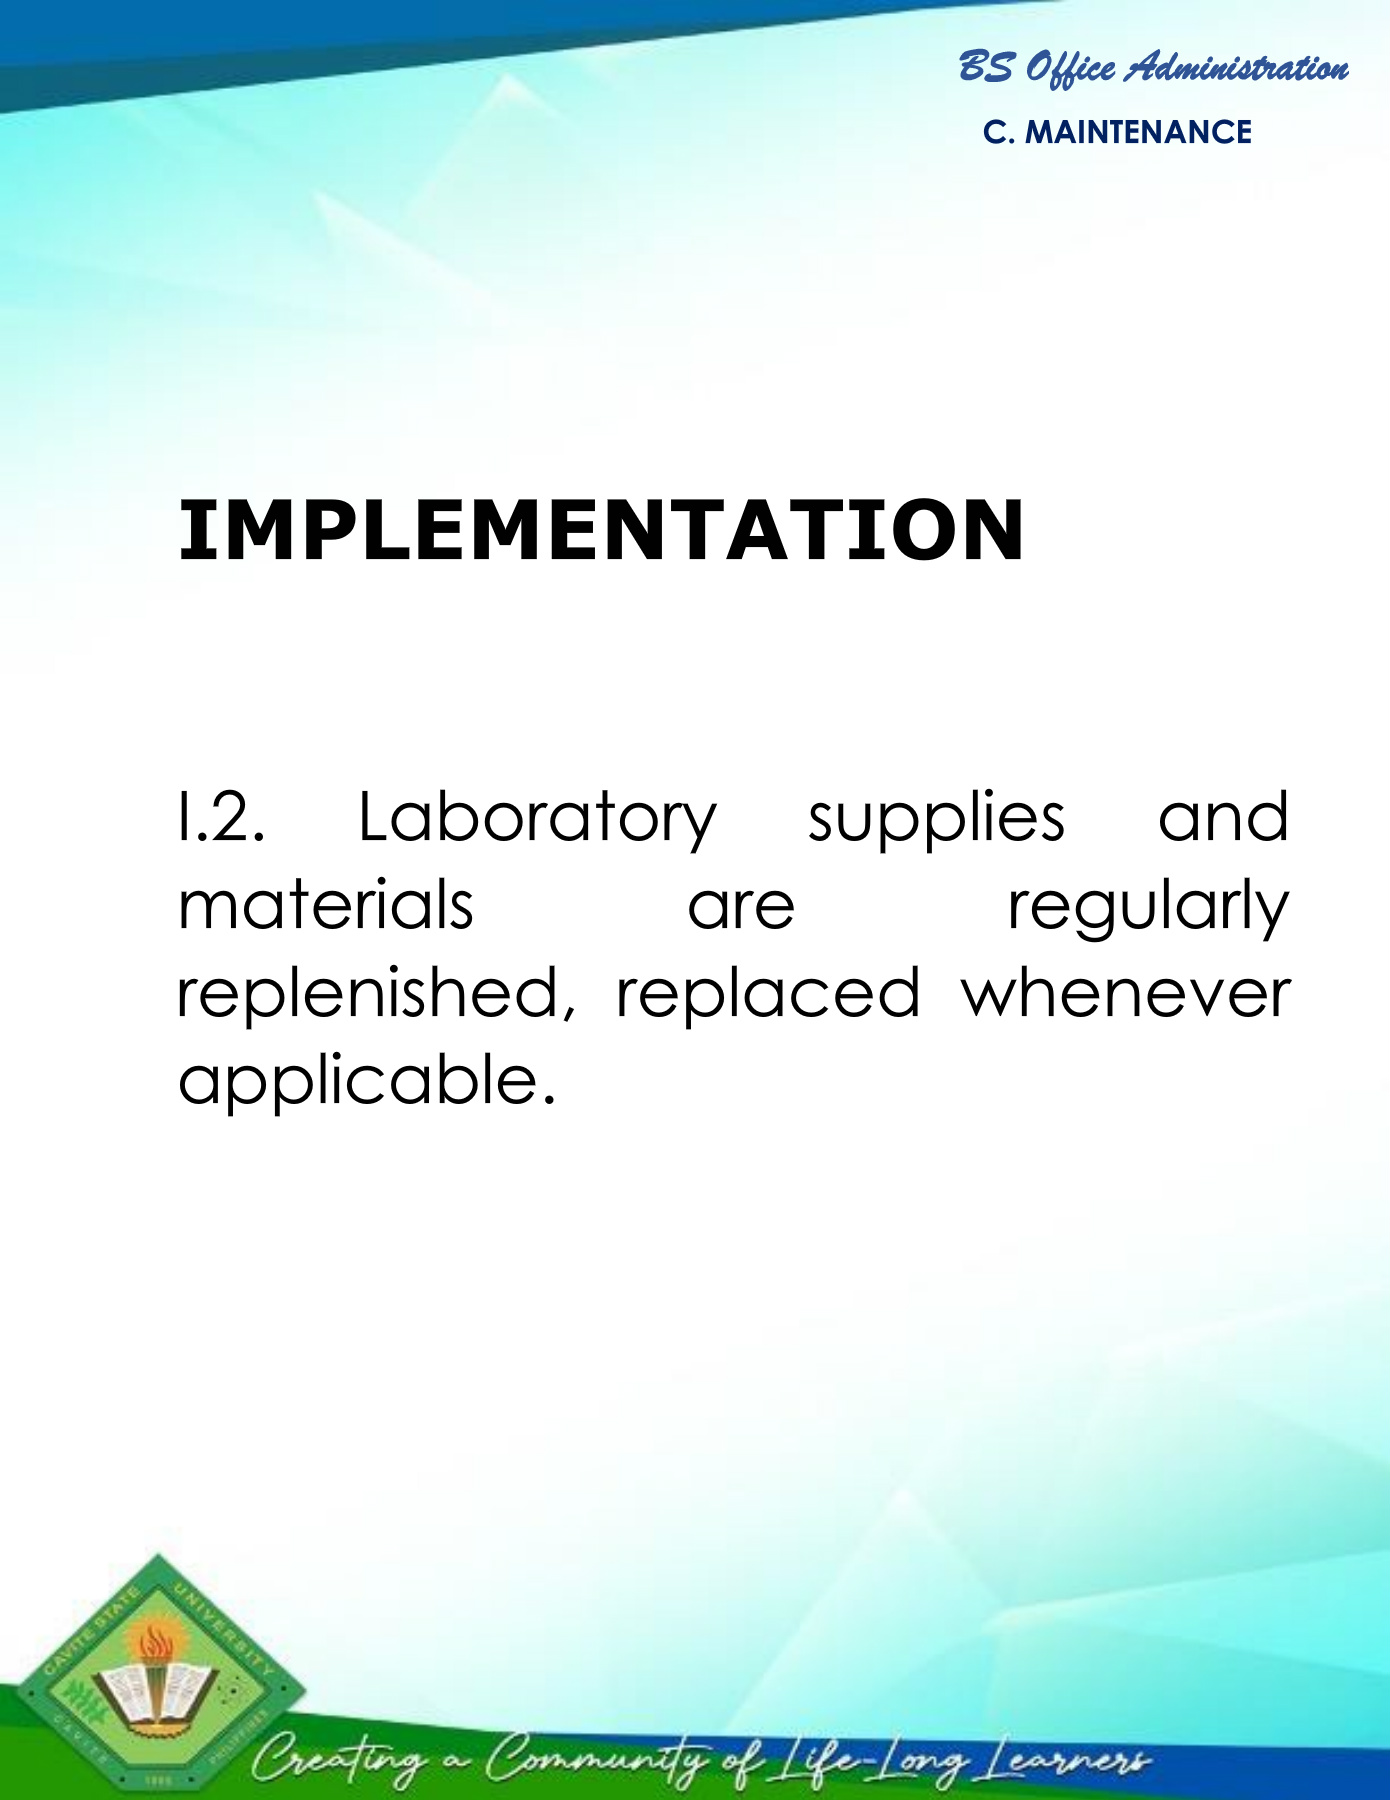 BS Office Administration
C. MAINTENANCE
IMPLEMENTATION
I.2. Laboratory supplies and
materials are regularly
replenished, replaced whenever
applicable.
CAVITE STATE UNIVERSITY
CAVITE PHILIPPINES
1906
Creating a Community of Life-Long Learners